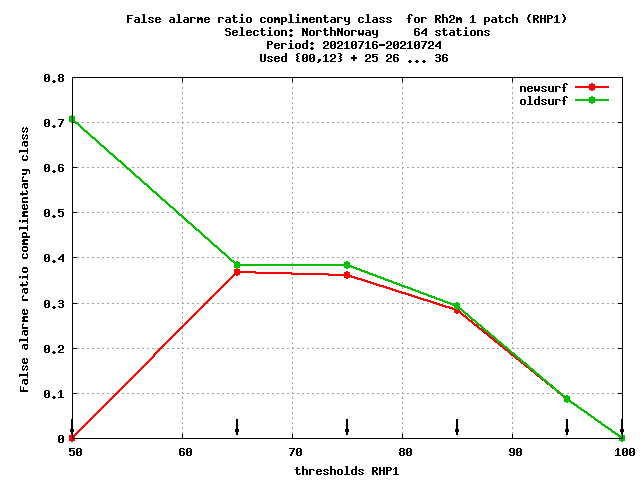 False alarme ratio complimentary class  for Rh2m 1 patch (RHP1)
Selection: NorthNorway     64 stations
Period: 20210716-20210724
Used {00,12} + 25 26 ... 36
newsurf
oldsurf
False alarme ratio complimentary class
0.8
0.7
0.6
0.5
0.4
0.3
0.2
0.1
0
50 60 70 80 90 100
thresholds RHP1